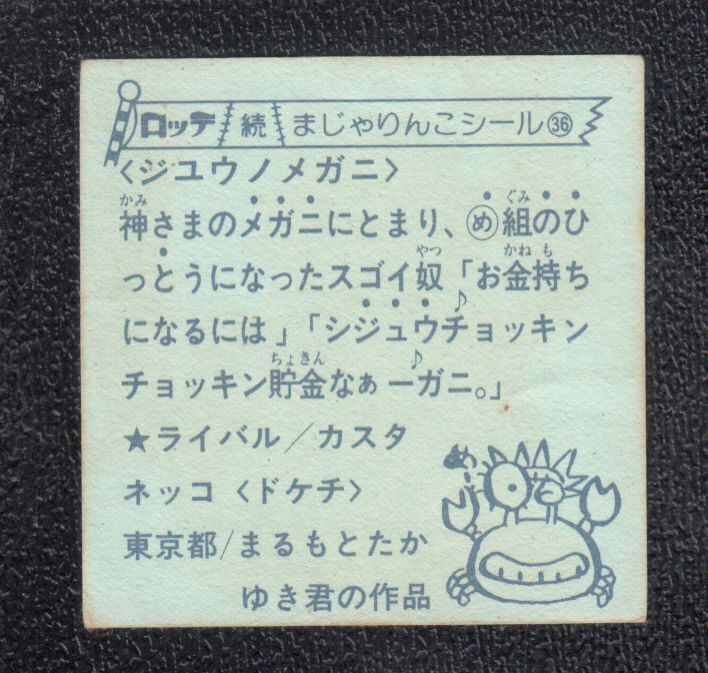 ロッテ 続 まじゃりんこシール㊱
〈ジユウノメガニ〉
神さまのメガニにとまり、め組のひ
っとうになったスゴイ奴「お金持ち
になるには」「シジュウチョッキン♪
チョッキン貯金なぁーガニ♪。」
★ライバル/カスタ
ネッコ〈ドケチ〉
東京都/まるもとたか
ゆき君の作品
め